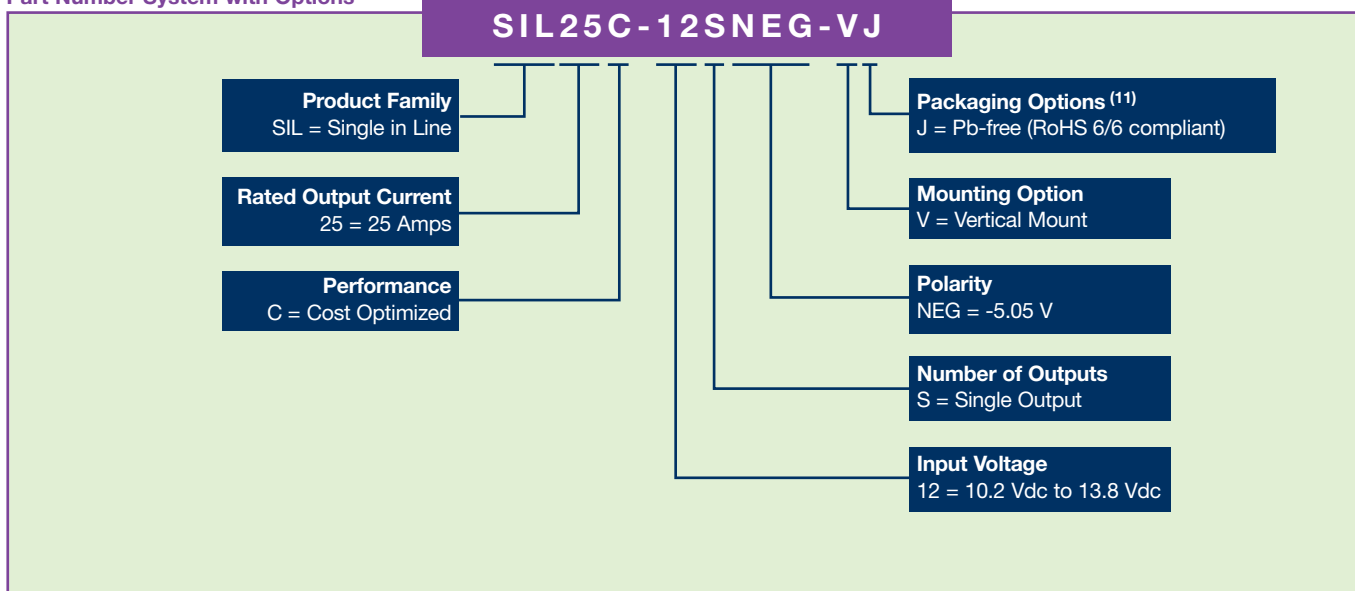 Part Number System with Options
SIL25C-12SNEG-VJ
Product Family
SIL = Single in Line
Rated Output Current
25 = 25 Amps
Performance
C = Cost Optimized
Packaging Options (11)
J = Pb-free (RoHS 6/6 compliant)
Mounting Option
V = Vertical Mount
Polarity
NEG = -5.05 V
Number of Outputs
S = Single Output
Input Voltage
12 = 10.2 Vdc to 13.8 Vdc